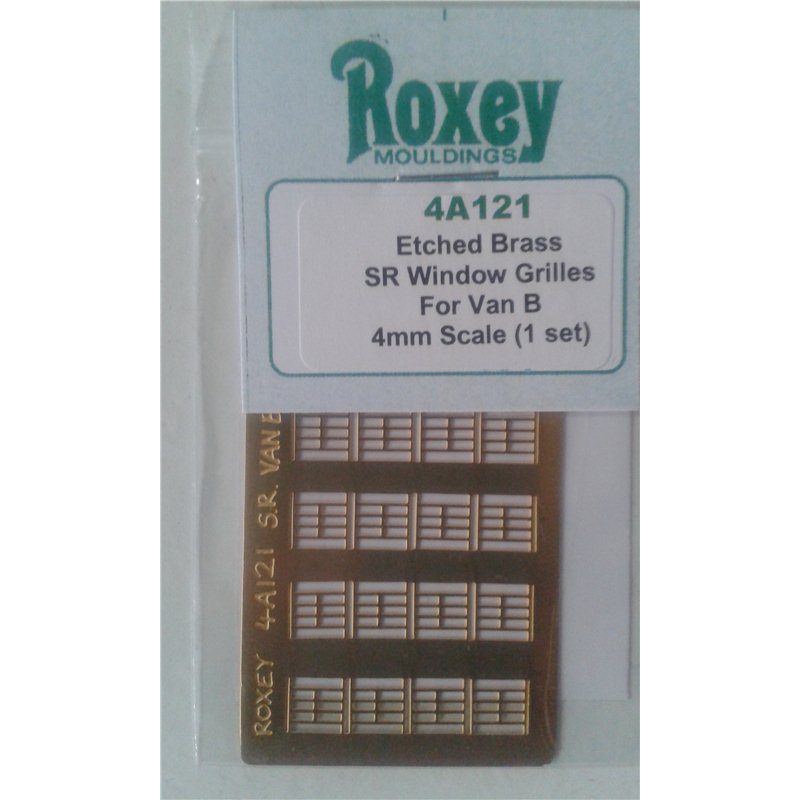 Roxey
MOULDINGS
4A121
Etched Brass
SR Window Grilles
For Van B
4mm Scale (1 set)
ROXEY 4A121 S.R. VAN B